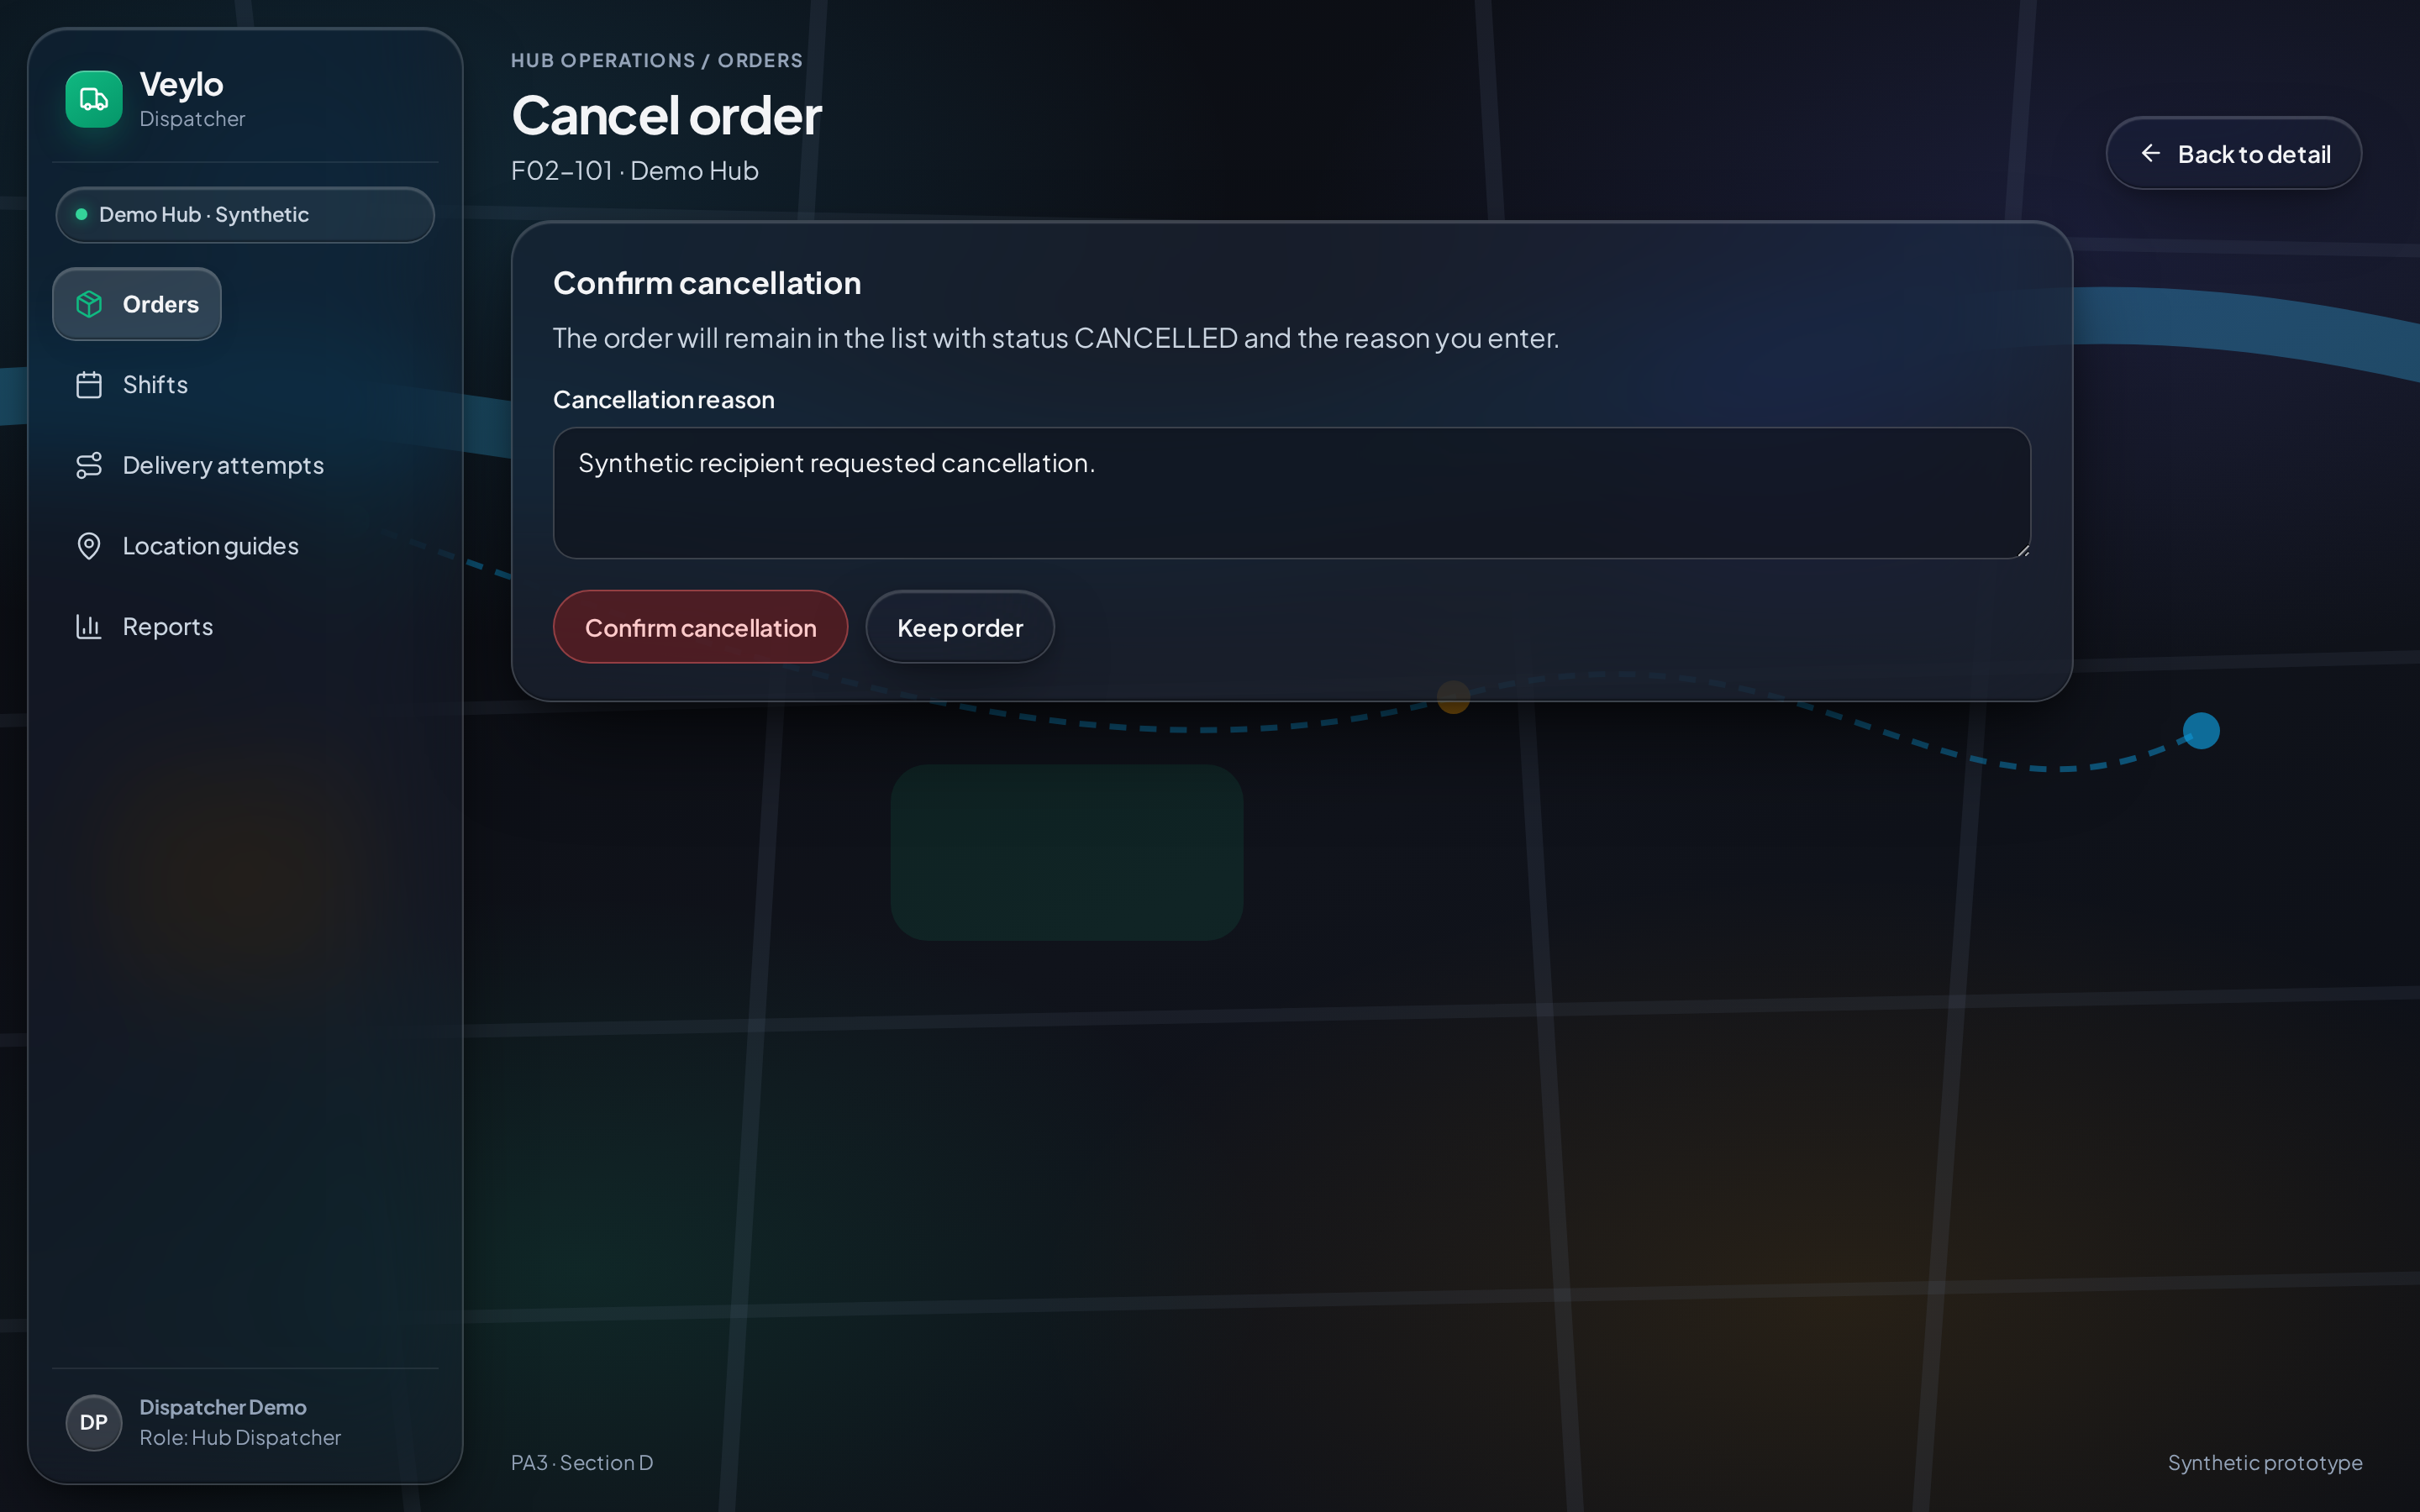 Veylo
Dispatcher
Demo Hub · Synthetic
Orders
Shifts
Delivery attempts
Location guides
Reports
DP
Dispatcher Demo
Role: Hub Dispatcher
HUB OPERATIONS / ORDERS
Cancel order
F02–101 · Demo Hub
Back to detail
Confirm cancellation
The order will remain in the list with status CANCELLED and the reason you enter.
Cancellation reason
Synthetic recipient requested cancellation.
Confirm cancellation
Keep order
PA3 · Section D
Synthetic prototype